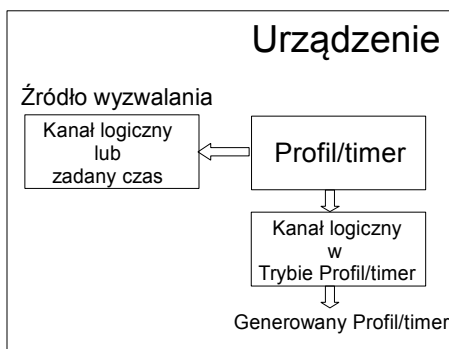 Urządzenie
Źródło wyzwalania
Kanał logiczny
lub
zadany czas
Profil/timer
Kanał logiczny
w
Trybie Profil/timer
Generowany Profil/timer